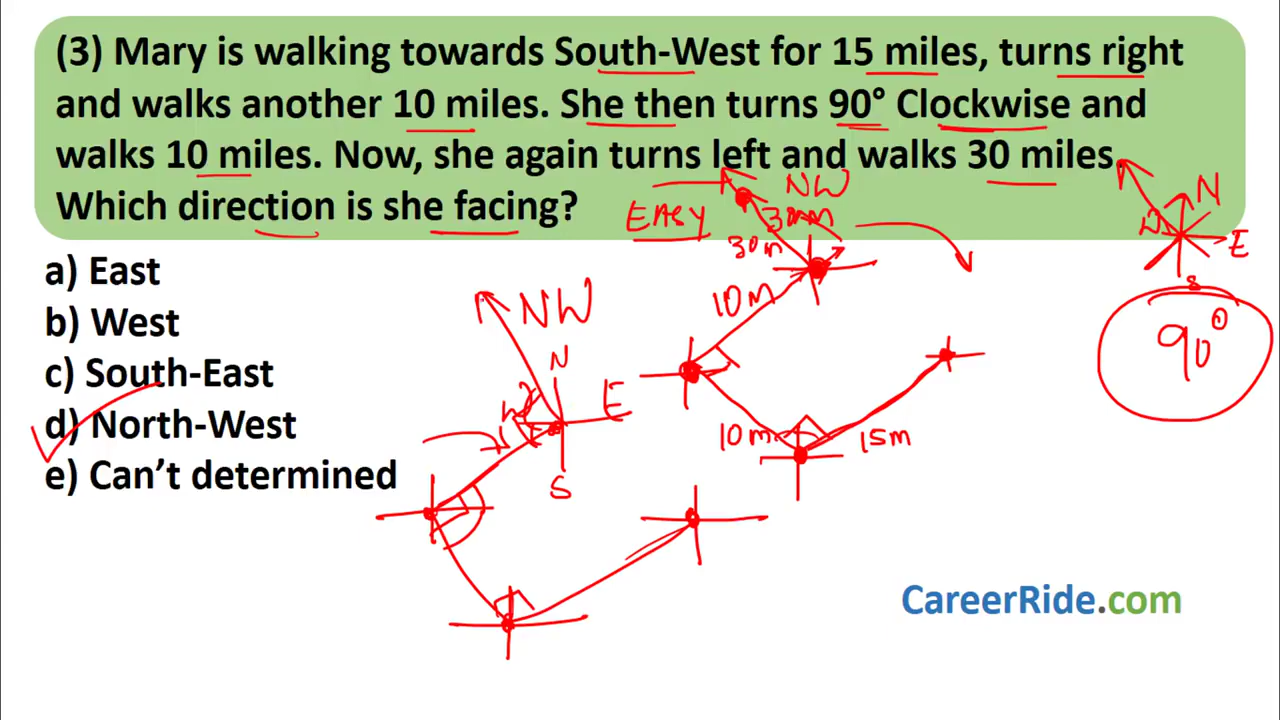 (3) Mary is walking towards South-West for 15 miles, turns right
and walks another 10 miles. She then turns 90° Clockwise and
walks 10 miles. Now, she again turns left and walks 30 miles.
Which direction is she facing?
a) East
b) West
c) South-East
d) North-West
e) Can’t determined
EASY
NW
30m
10M
10m
15m
N
E
S
90°
NW
N
E
S
CareerRide.com